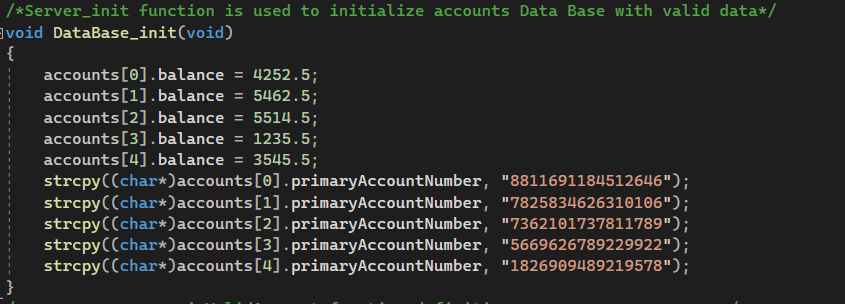 /*Server_init function is used to initialize accounts Data Base with valid data*/
void DataBase_init(void)
{
accounts[0].balance = 4252.5;
accounts[1].balance = 5462.5;
accounts[2].balance = 5514.5;
accounts[3].balance = 1235.5;
accounts[4].balance = 3545.5;
strcpy((char*)accounts[0].primaryAccountNumber, "8811691184512646");
strcpy((char*)accounts[1].primaryAccountNumber, "7825834626310106");
strcpy((char*)accounts[2].primaryAccountNumber, "7362101737811789");
strcpy((char*)accounts[3].primaryAccountNumber, "5669626789229922");
strcpy((char*)accounts[4].primaryAccountNumber, "1826909489219578");
}